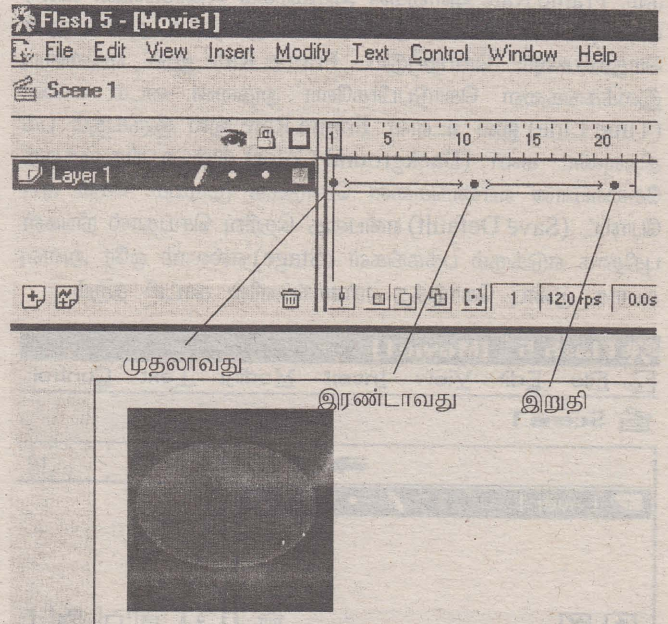 Flash 5 - [Movie1]
File Edit View Insert Modify Text Control Window Help
Scene 1
1 5 10 15 20
Layer 1
1 12.0 fps 0.0s
முதலாவது
இரண்டாவது
இறுதி